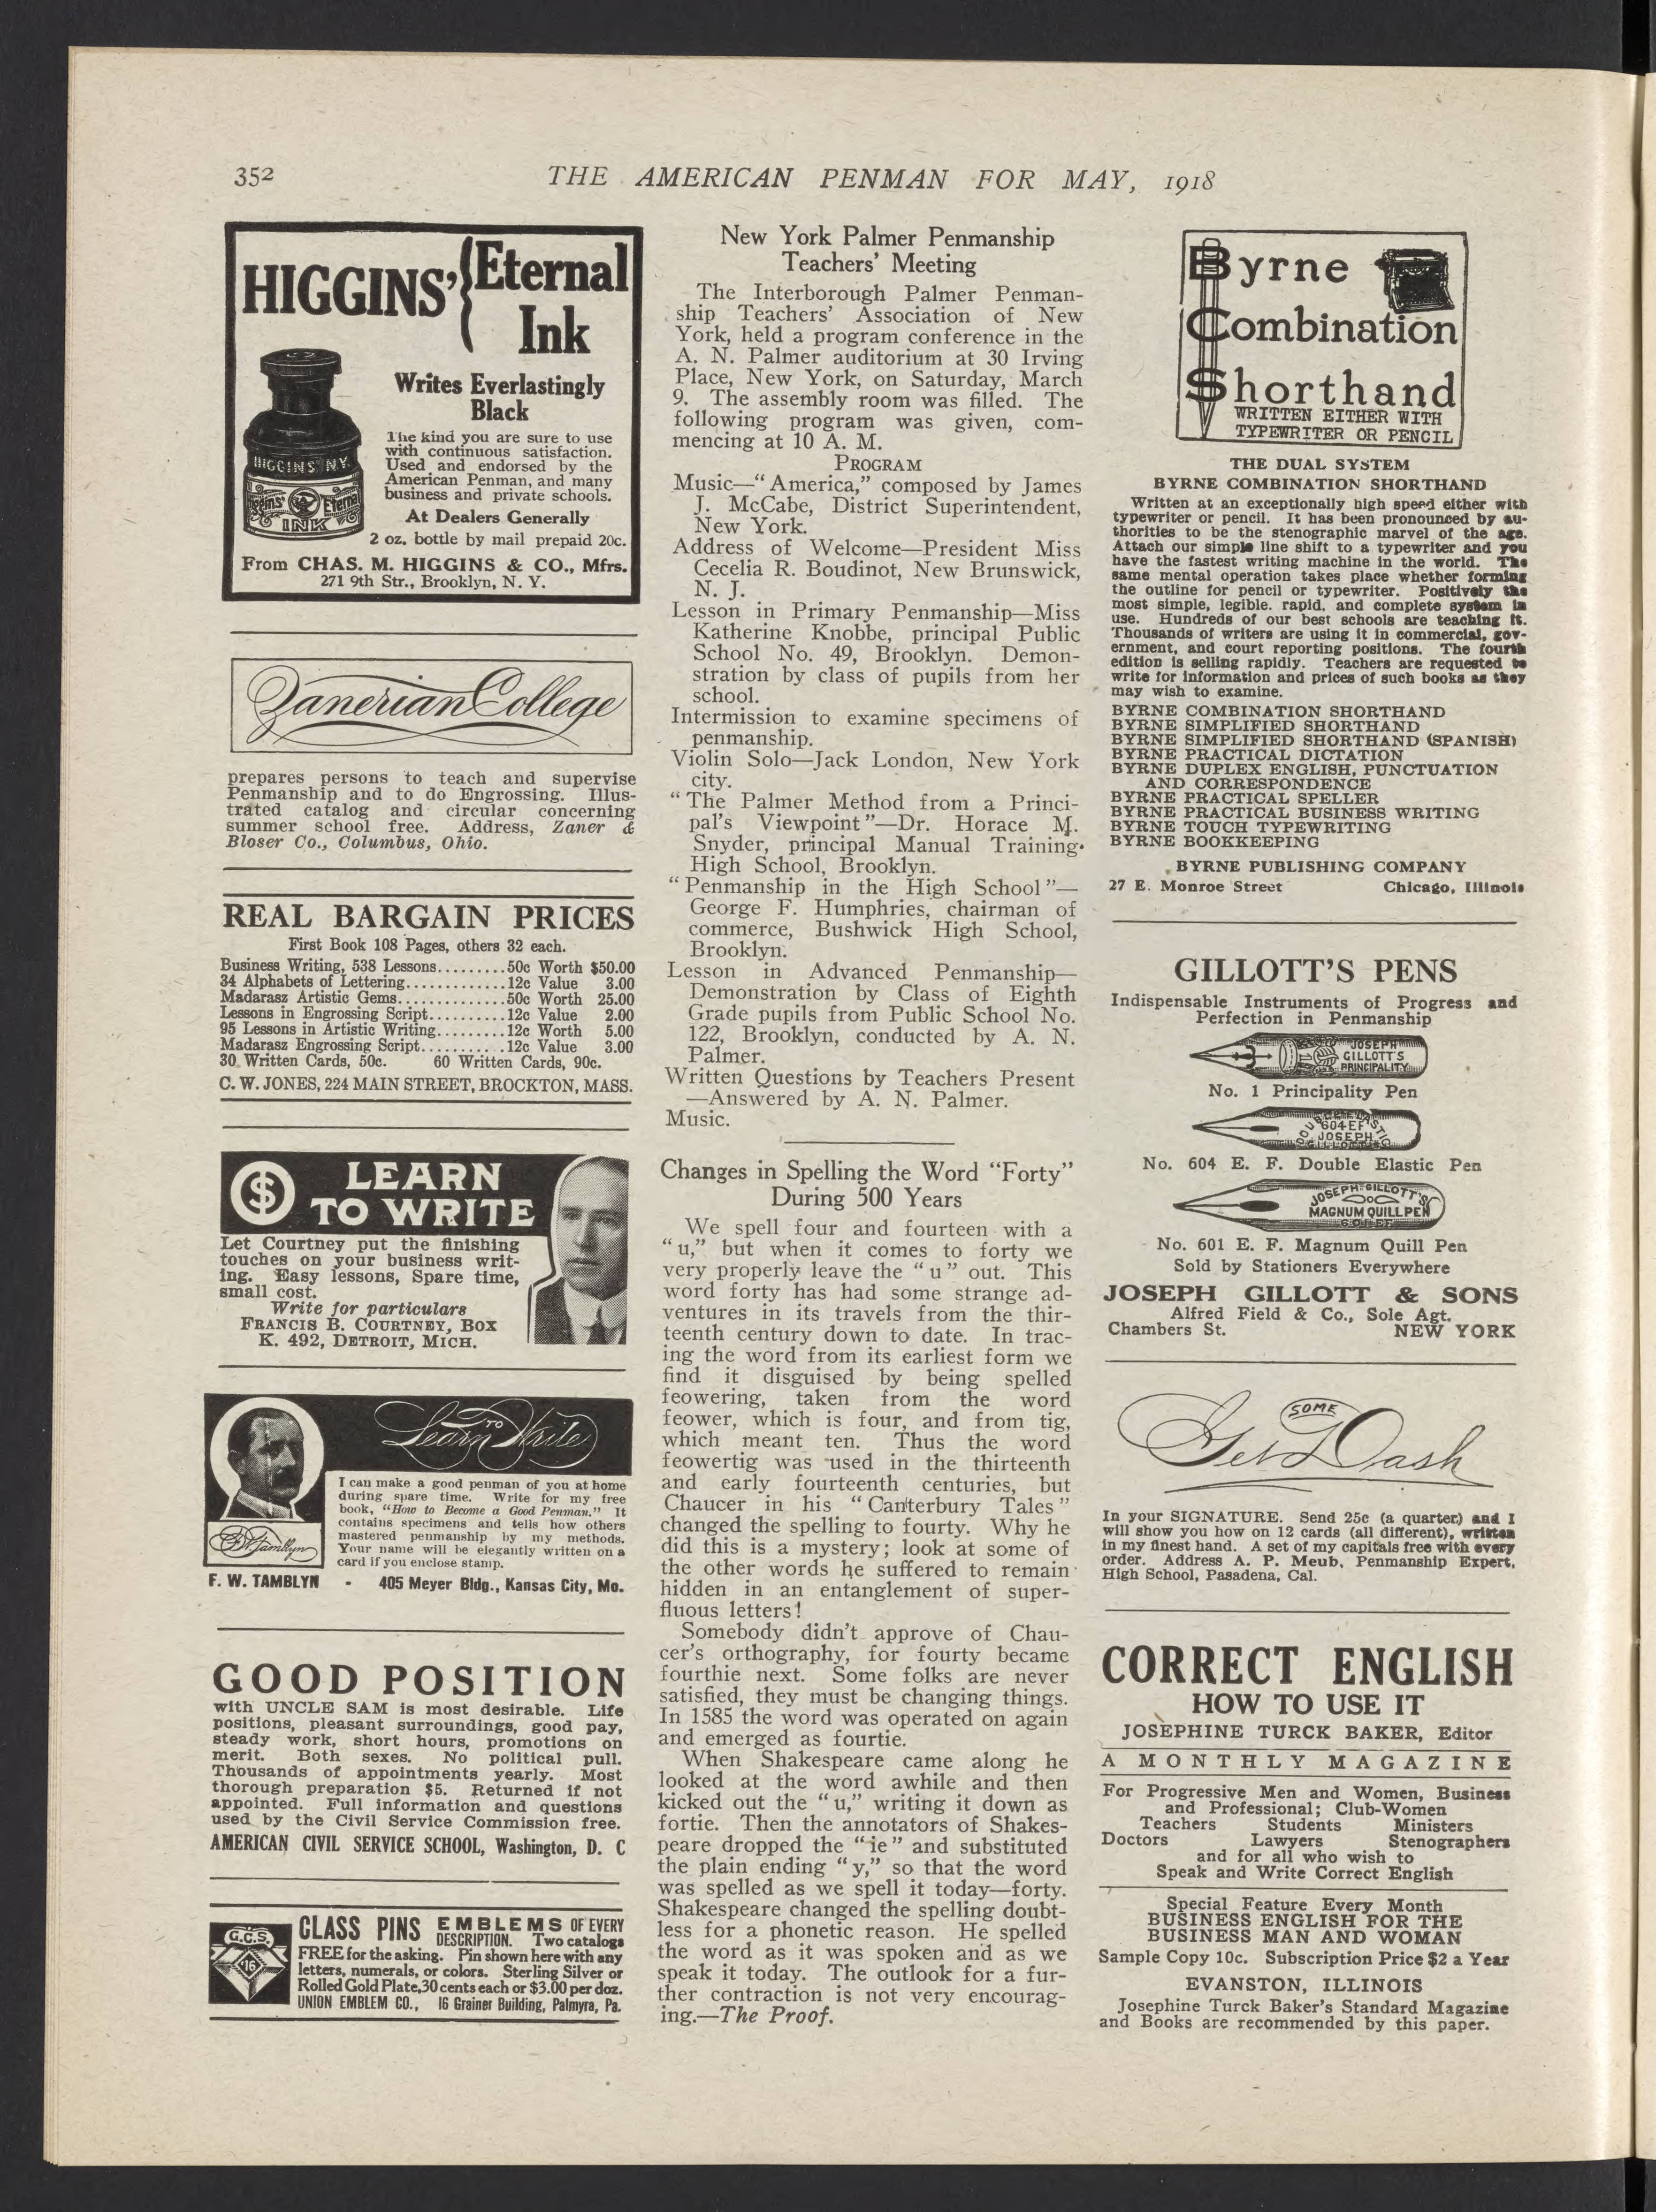 352
THE AMERICAN PENMAN FOR MAY, 1918
HIGGINS' { Eternal
Ink
Writes Everlastingly
Black
The kind you are sure to use
with continuous satisfaction.
Used and endorsed by the
American Penman, and many
business and private schools.
At Dealers Generally
2 oz. bottle by mail prepaid 20c.
From CHAS. M. HIGGINS & CO., Mfrs.
271 9th Str., Brooklyn, N. Y.
HIGGINS N.Y.
Eternal
INK
Zanerian College
prepares persons to teach and supervise
Penmanship and to do Engrossing. Illus-
trated catalog and circular concerning
summer school free. Address, Zaner &
Bloser Co., Columbus, Ohio.
REAL BARGAIN PRICES
First Book 108 Pages, others 32 each.
Business Writing, 538 Lessons.........50c Worth $50.00
34 Alphabets of Lettering.............12c Value 3.00
Madarasz Artistic Gems..............50c Worth 25.00
Lessons in Engrossing Script..........12c Value 2.00
95 Lessons in Artistic Writing.........12c Worth 5.00
Madarasz Engrossing Script...........12c Value 3.00
30 Written Cards, 50c. 60 Written Cards, 90c.
C. W. JONES, 224 MAIN STREET, BROCKTON, MASS.
$ LEARN
TO WRITE
Let Courtney put the finishing
touches on your business writ-
ing. Easy lessons, Spare time,
small cost.
Write for particulars
FRANCIS B. COURTNEY, BOX
K. 492, DETROIT, MICH.
Learn TO Write
I can make a good penman of you at home
during spare time. Write for my free
book, "How to Become a Good Penman." It
contains specimens and tells how others
mastered penmanship by my methods.
Your name will be elegantly written on a
card if you enclose stamp.
F. W. Tamblyn
F. W. TAMBLYN - 405 Meyer Bldg., Kansas City, Mo.
GOOD POSITION
with UNCLE SAM is most desirable. Life
positions, pleasant surroundings, good pay,
steady work, short hours, promotions on
merit. Both sexes. No political pull.
Thousands of appointments yearly. Most
thorough preparation $5. Returned if not
appointed. Full information and questions
used by the Civil Service Commission free.
AMERICAN CIVIL SERVICE SCHOOL, Washington, D. C
G.C.S.
'16
CLASS PINS EMBLEMS OF EVERY
DESCRIPTION. Two catalogs
FREE for the asking. Pin shown here with any
letters, numerals, or colors. Sterling Silver or
Rolled Gold Plate, 30 cents each or $3.00 per doz.
UNION EMBLEM CO., 16 Grainer Building, Palmyra, Pa.
New York Palmer Penmanship
Teachers' Meeting
The Interborough Palmer Penman-
ship Teachers' Association of New
York, held a program conference in the
A. N. Palmer auditorium at 30 Irving
Place, New York, on Saturday, March
9. The assembly room was filled. The
following program was given, com-
mencing at 10 A. M.
PROGRAM
Music—"America," composed by James
J. McCabe, District Superintendent,
New York.
Address of Welcome—President Miss
Cecelia R. Boudinot, New Brunswick,
N. J.
Lesson in Primary Penmanship—Miss
Katherine Knobbe, principal Public
School No. 49, Brooklyn. Demon-
stration by class of pupils from her
school.
Intermission to examine specimens of
penmanship.
Violin Solo—Jack London, New York
city.
"The Palmer Method from a Princi-
pal's Viewpoint"—Dr. Horace M.
Snyder, principal Manual Training
High School, Brooklyn.
"Penmanship in the High School"—
George F. Humphries, chairman of
commerce, Bushwick High School,
Brooklyn.
Lesson in Advanced Penmanship—
Demonstration by Class of Eighth
Grade pupils from Public School No.
122, Brooklyn, conducted by A. N.
Palmer.
Written Questions by Teachers Present
—Answered by A. N. Palmer.
Music.
Changes in Spelling the Word "Forty"
During 500 Years
We spell four and fourteen with a
"u," but when it comes to forty we
very properly leave the "u" out. This
word forty has had some strange ad-
ventures in its travels from the thir-
teenth century down to date. In trac-
ing the word from its earliest form we
find it disguised by being spelled
feowering, taken from the word
feower, which is four, and from tig,
which meant ten. Thus the word
feowertig was used in the thirteenth
and early fourteenth centuries, but
Chaucer in his "Canterbury Tales"
changed the spelling to fourty. Why he
did this is a mystery; look at some of
the other words he suffered to remain
hidden in an entanglement of super-
fluous letters!
Somebody didn't approve of Chau-
cer's orthography, for fourty became
fourthie next. Some folks are never
satisfied, they must be changing things.
In 1585 the word was operated on again
and emerged as fourtie.
When Shakespeare came along he
looked at the word awhile and then
kicked out the "u," writing it down as
fortie. Then the annotators of Shakes-
peare dropped the "ie" and substituted
the plain ending "y," so that the word
was spelled as we spell it today—forty.
Shakespeare changed the spelling doubt-
less for a phonetic reason. He spelled
the word as it was spoken and as we
speak it today. The outlook for a fur-
ther contraction is not very encourag-
ing.—The Proof.
Byrne
Combination
Shorthand
WRITTEN EITHER WITH
TYPEWRITER OR PENCIL
THE DUAL SYSTEM
BYRNE COMBINATION SHORTHAND
Written at an exceptionally high speed either with
typewriter or pencil. It has been pronounced by au-
thorities to be the stenographic marvel of the age.
Attach our simple line shift to a typewriter and you
have the fastest writing machine in the world. The
same mental operation takes place whether forming
the outline for pencil or typewriter. Positively the
most simple, legible. rapid. and complete system in
use. Hundreds of our best schools are teaching it.
Thousands of writers are using it in commercial, gov-
ernment, and court reporting positions. The fourth
edition is selling rapidly. Teachers are requested to
write for information and prices of such books as they
may wish to examine.
BYRNE COMBINATION SHORTHAND
BYRNE SIMPLIFIED SHORTHAND
BYRNE SIMPLIFIED SHORTHAND (SPANISH)
BYRNE PRACTICAL DICTATION
BYRNE DUPLEX ENGLISH, PUNCTUATION
AND CORRESPONDENCE
BYRNE PRACTICAL SPELLER
BYRNE PRACTICAL BUSINESS WRITING
BYRNE TOUCH TYPEWRITING
BYRNE BOOKKEEPING
BYRNE PUBLISHING COMPANY
27 E. Monroe Street Chicago, Illinois
GILLOTT'S PENS
Indispensable Instruments of Progress and
Perfection in Penmanship
JOSEPH
GILLOTT'S
PRINCIPALITY
No. 1 Principality Pen
DOUBLE ELASTIC
604 EF
JOSEPH
GILLOTT'S
No. 604 E. F. Double Elastic Pen
JOSEPH GILLOTT'S
MAGNUM QUILL PEN
601 EF
No. 601 E. F. Magnum Quill Pen
Sold by Stationers Everywhere
JOSEPH GILLOTT & SONS
Alfred Field & Co., Sole Agt.
Chambers St. NEW YORK
Get SOME Dash
In your SIGNATURE. Send 25c (a quarter) and I
will show you how on 12 cards (all different), written
in my finest hand. A set of my capitals free with every
order. Address A. P. Meub, Penmanship Expert,
High School, Pasadena, Cal.
CORRECT ENGLISH
HOW TO USE IT
JOSEPHINE TURCK BAKER, Editor
A MONTHLY MAGAZINE
For Progressive Men and Women, Business
and Professional; Club-Women
Teachers Students Ministers
Doctors Lawyers Stenographers
and for all who wish to
Speak and Write Correct English
Special Feature Every Month
BUSINESS ENGLISH FOR THE
BUSINESS MAN AND WOMAN
Sample Copy 10c. Subscription Price $2 a Year
EVANSTON, ILLINOIS
Josephine Turck Baker's Standard Magazine
and Books are recommended by this paper.